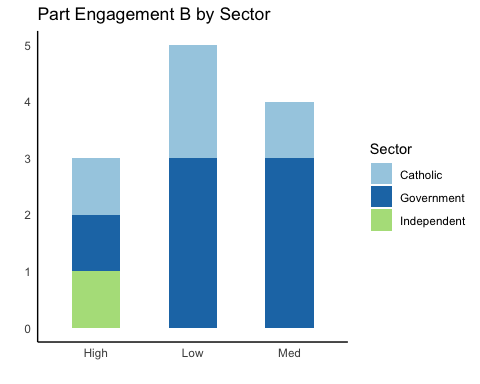 Part Engagement B by Sector
5
4
3
2
1
0
High Low Med
Sector
Catholic
Government
Independent